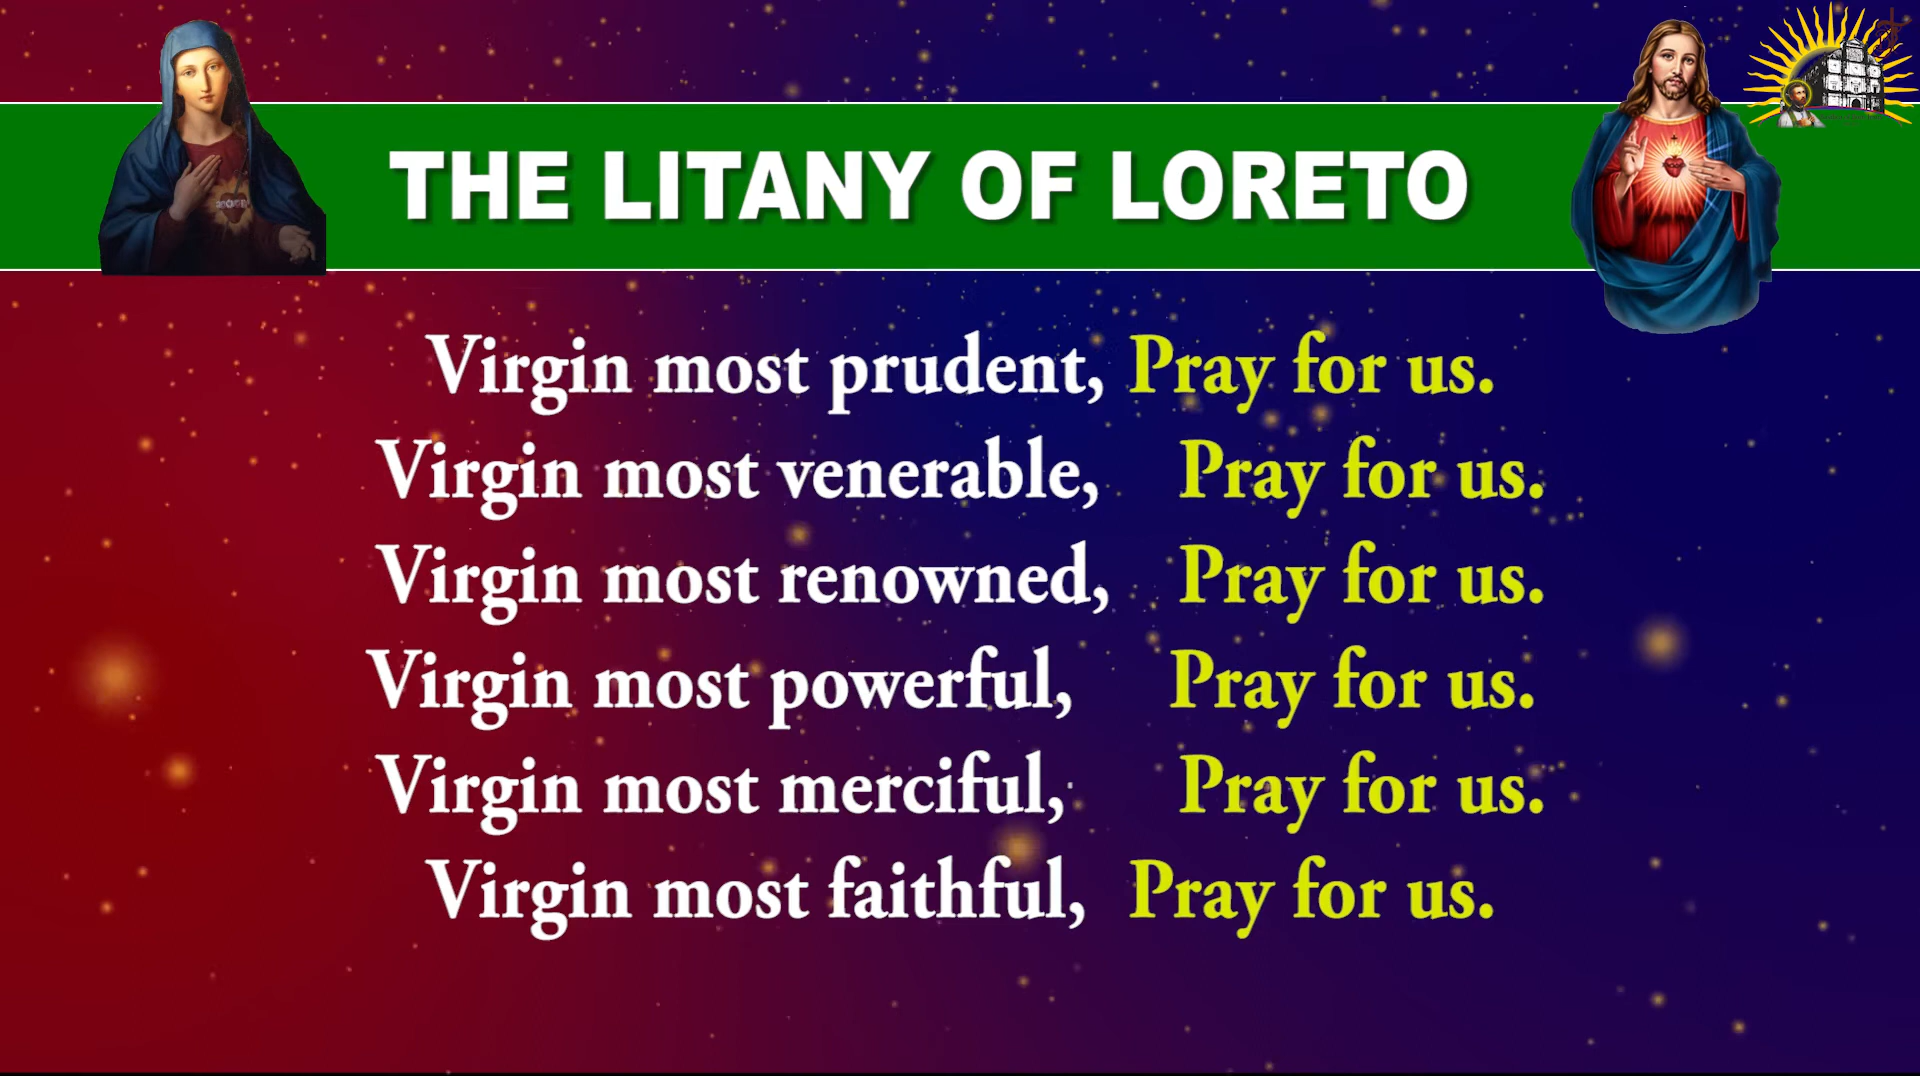 THE LITANY OF LORETO
Virgin most prudent, Pray for us.
Virgin most venerable, Pray for us.
Virgin most renowned, Pray for us.
Virgin most powerful, Pray for us.
Virgin most merciful, Pray for us.
Virgin most faithful, Pray for us.